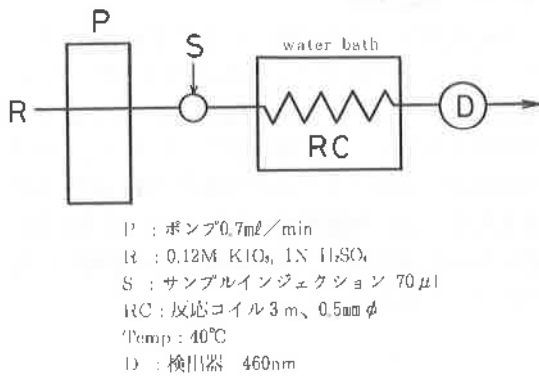 P
S
water bath
R
RC
D
P : ポンプ0.7mℓ/min
R : 0.12M KIO₃, 1N H₂SO₄
S : サンプルインジェクション 70μl
RC : 反応コイル3m、0.5mmφ
Temp : 40℃
D : 検出器 460nm